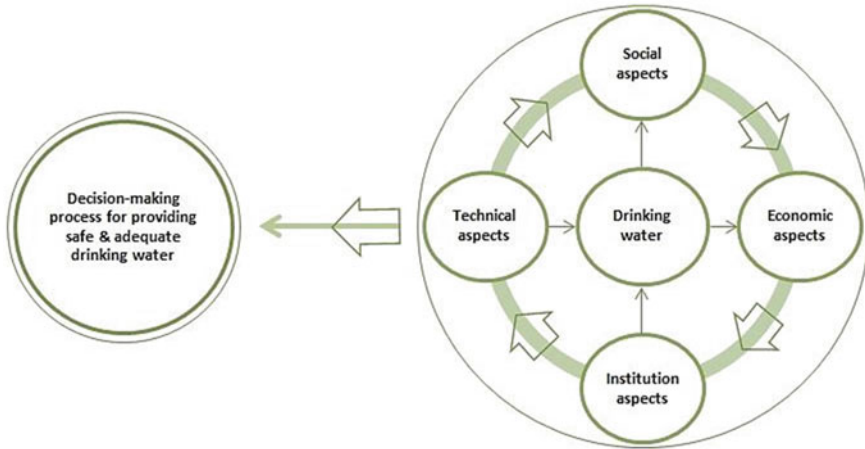 Decision-making
process for providing
safe & adequate
drinking water
Social
aspects
Technical
aspects
Drinking
water
Economic
aspects
Institution
aspects